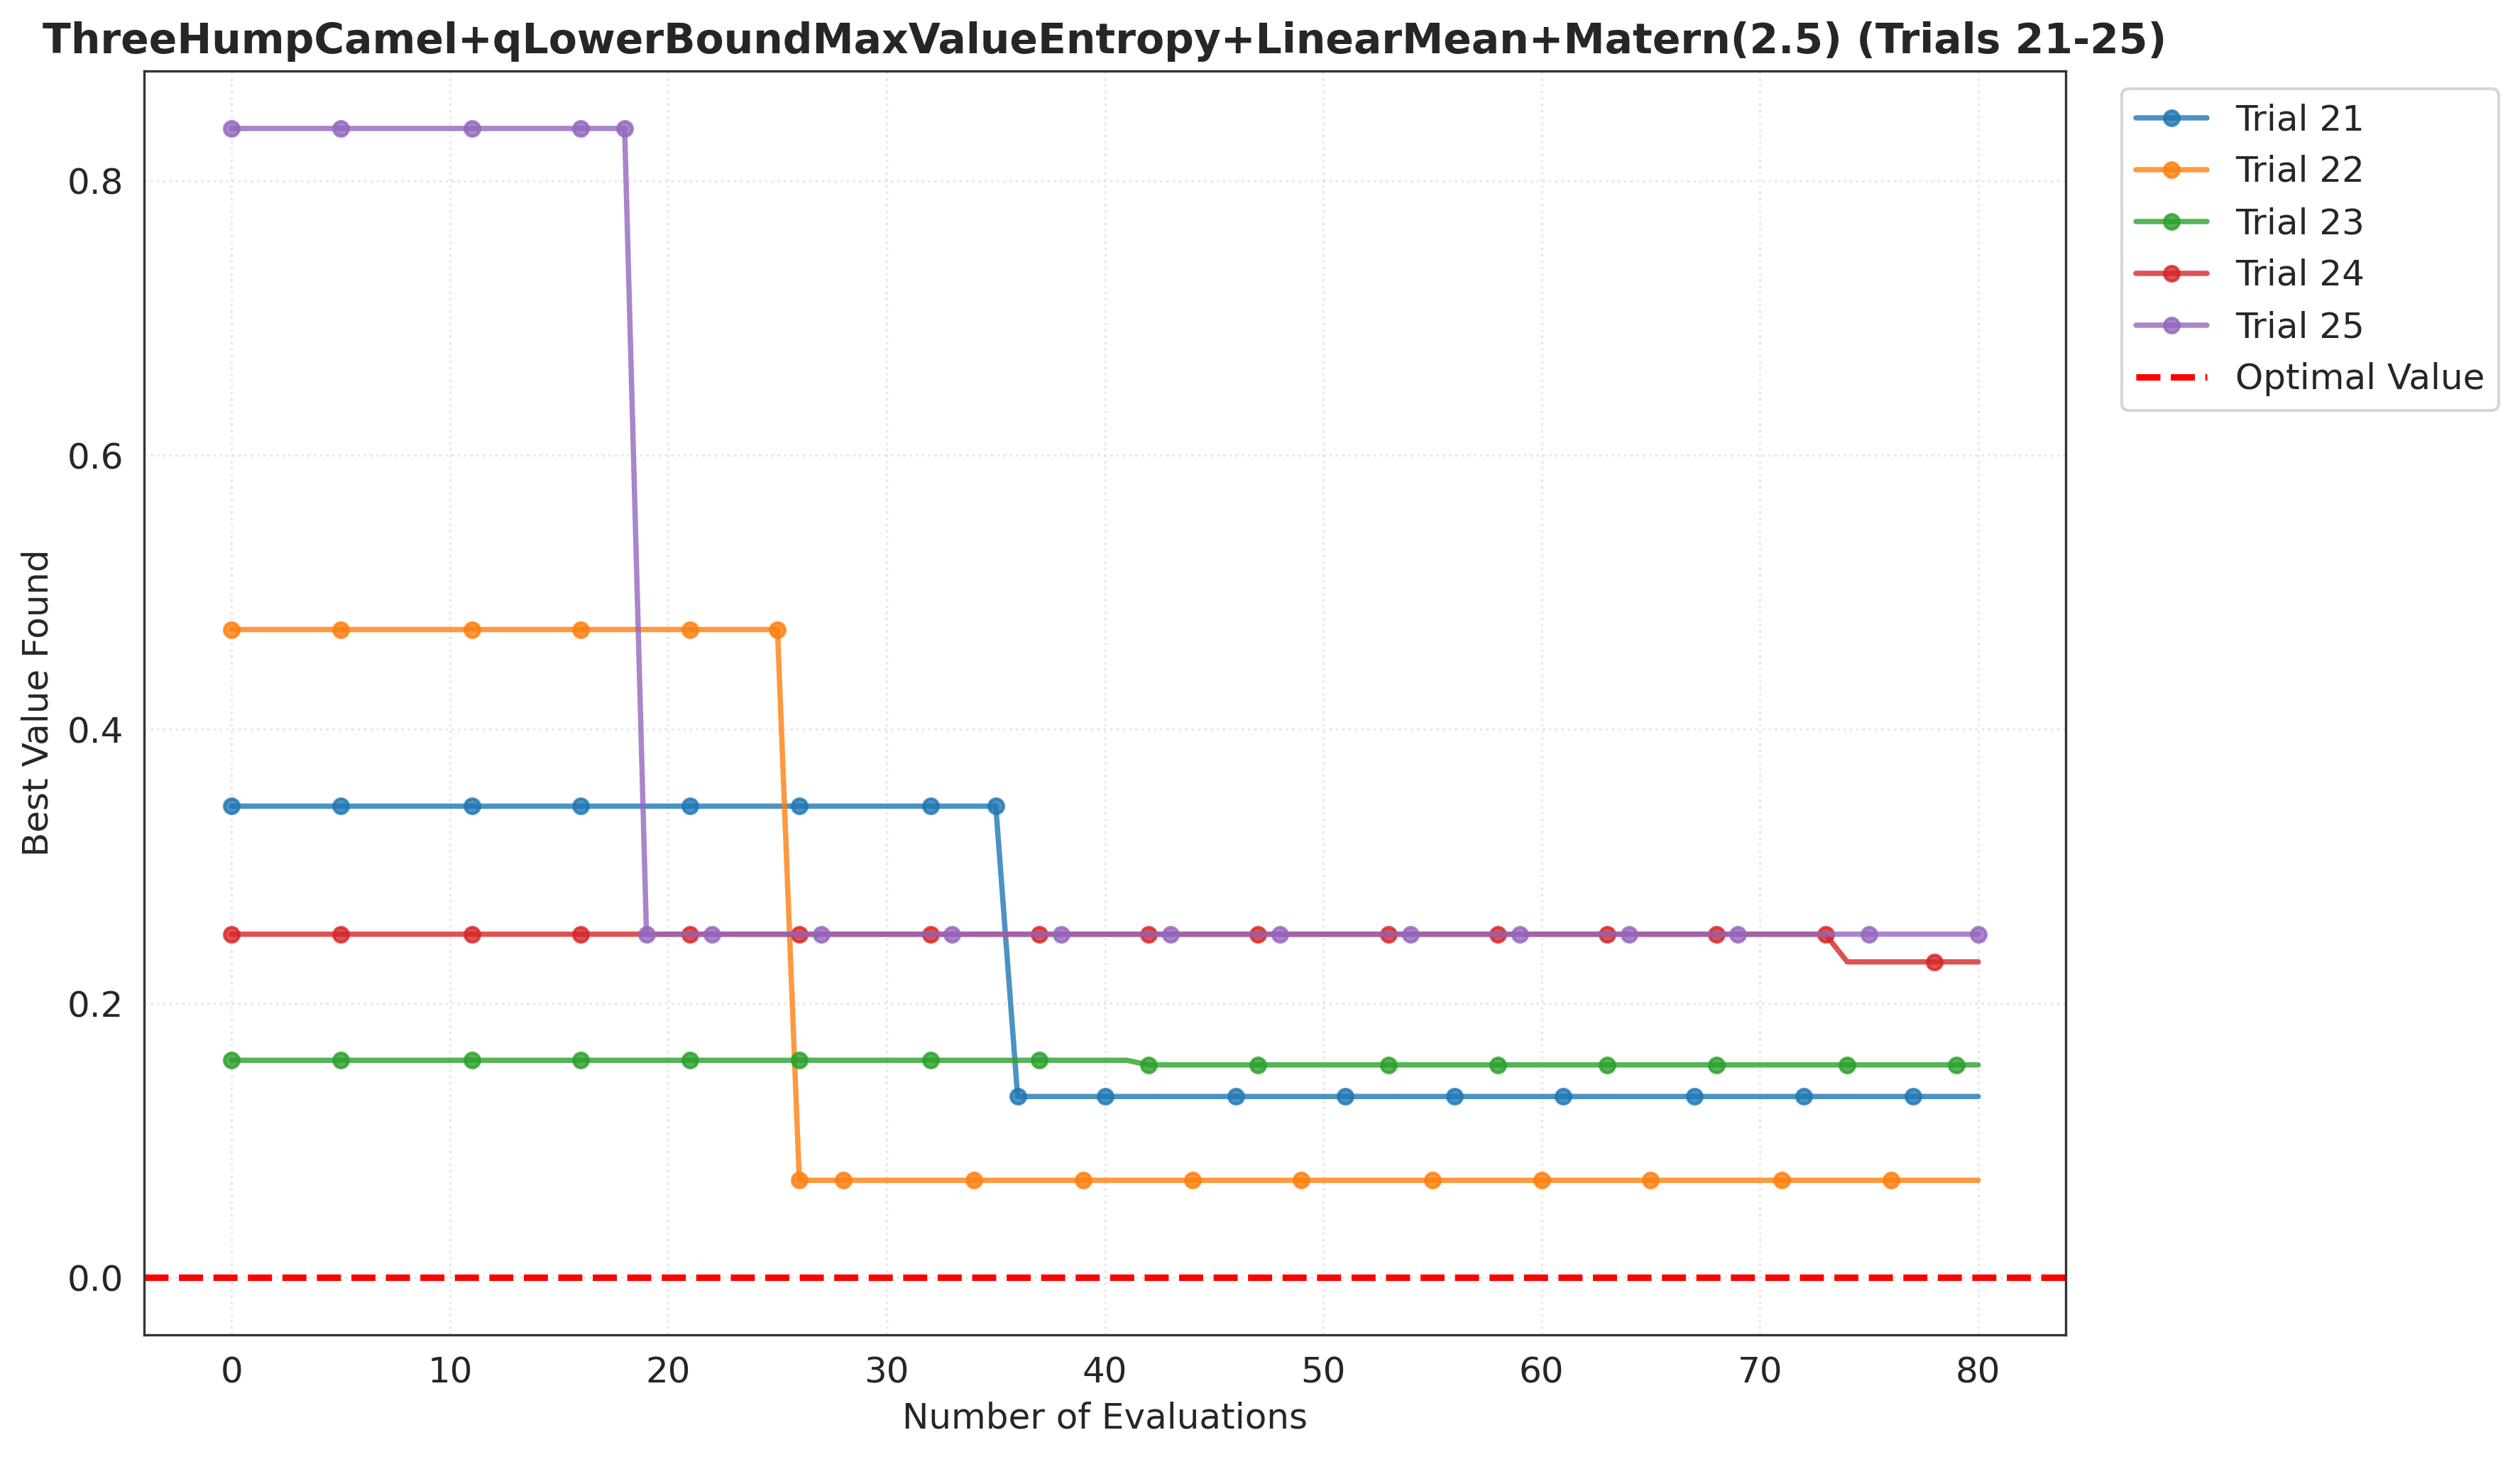 ThreeHumpCamel+qLowerBoundMaxValueEntropy+LinearMean+Matern(2.5) (Trials 21-25)
Trial 21
Trial 22
Trial 23
Trial 24
Trial 25
Optimal Value
Best Value Found
0.8
0.6
0.4
0.2
0.0
0 10 20 30 40 50 60 70 80
Number of Evaluations